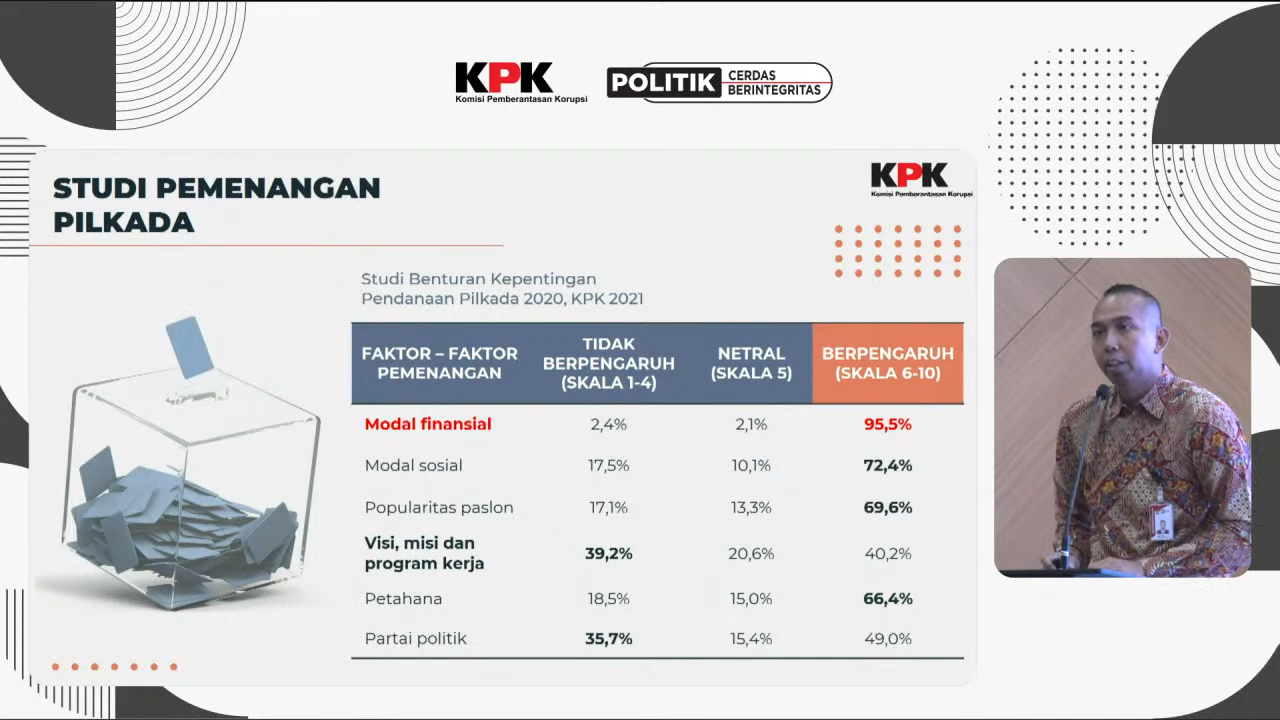 KPK
Komisi Pemberantasan Korupsi
POLITIK CERDAS
BERINTEGRITAS
STUDI PEMENANGAN
PILKADA
KPK
Komisi Pemberantasan Korupsi
Studi Benturan Kepentingan
Pendanaan Pilkada 2020, KPK 2021
FAKTOR – FAKTOR PEMENANGAN
TIDAK BERPENGARUH (SKALA 1-4)
NETRAL (SKALA 5)
BERPENGARUH (SKALA 6-10)
Modal finansial 2,4% 2,1% 95,5%
Modal sosial 17,5% 10,1% 72,4%
Popularitas paslon 17,1% 13,3% 69,6%
Visi, misi dan
program kerja 39,2% 20,6% 40,2%
Petahana 18,5% 15,0% 66,4%
Partai politik 35,7% 15,4% 49,0%